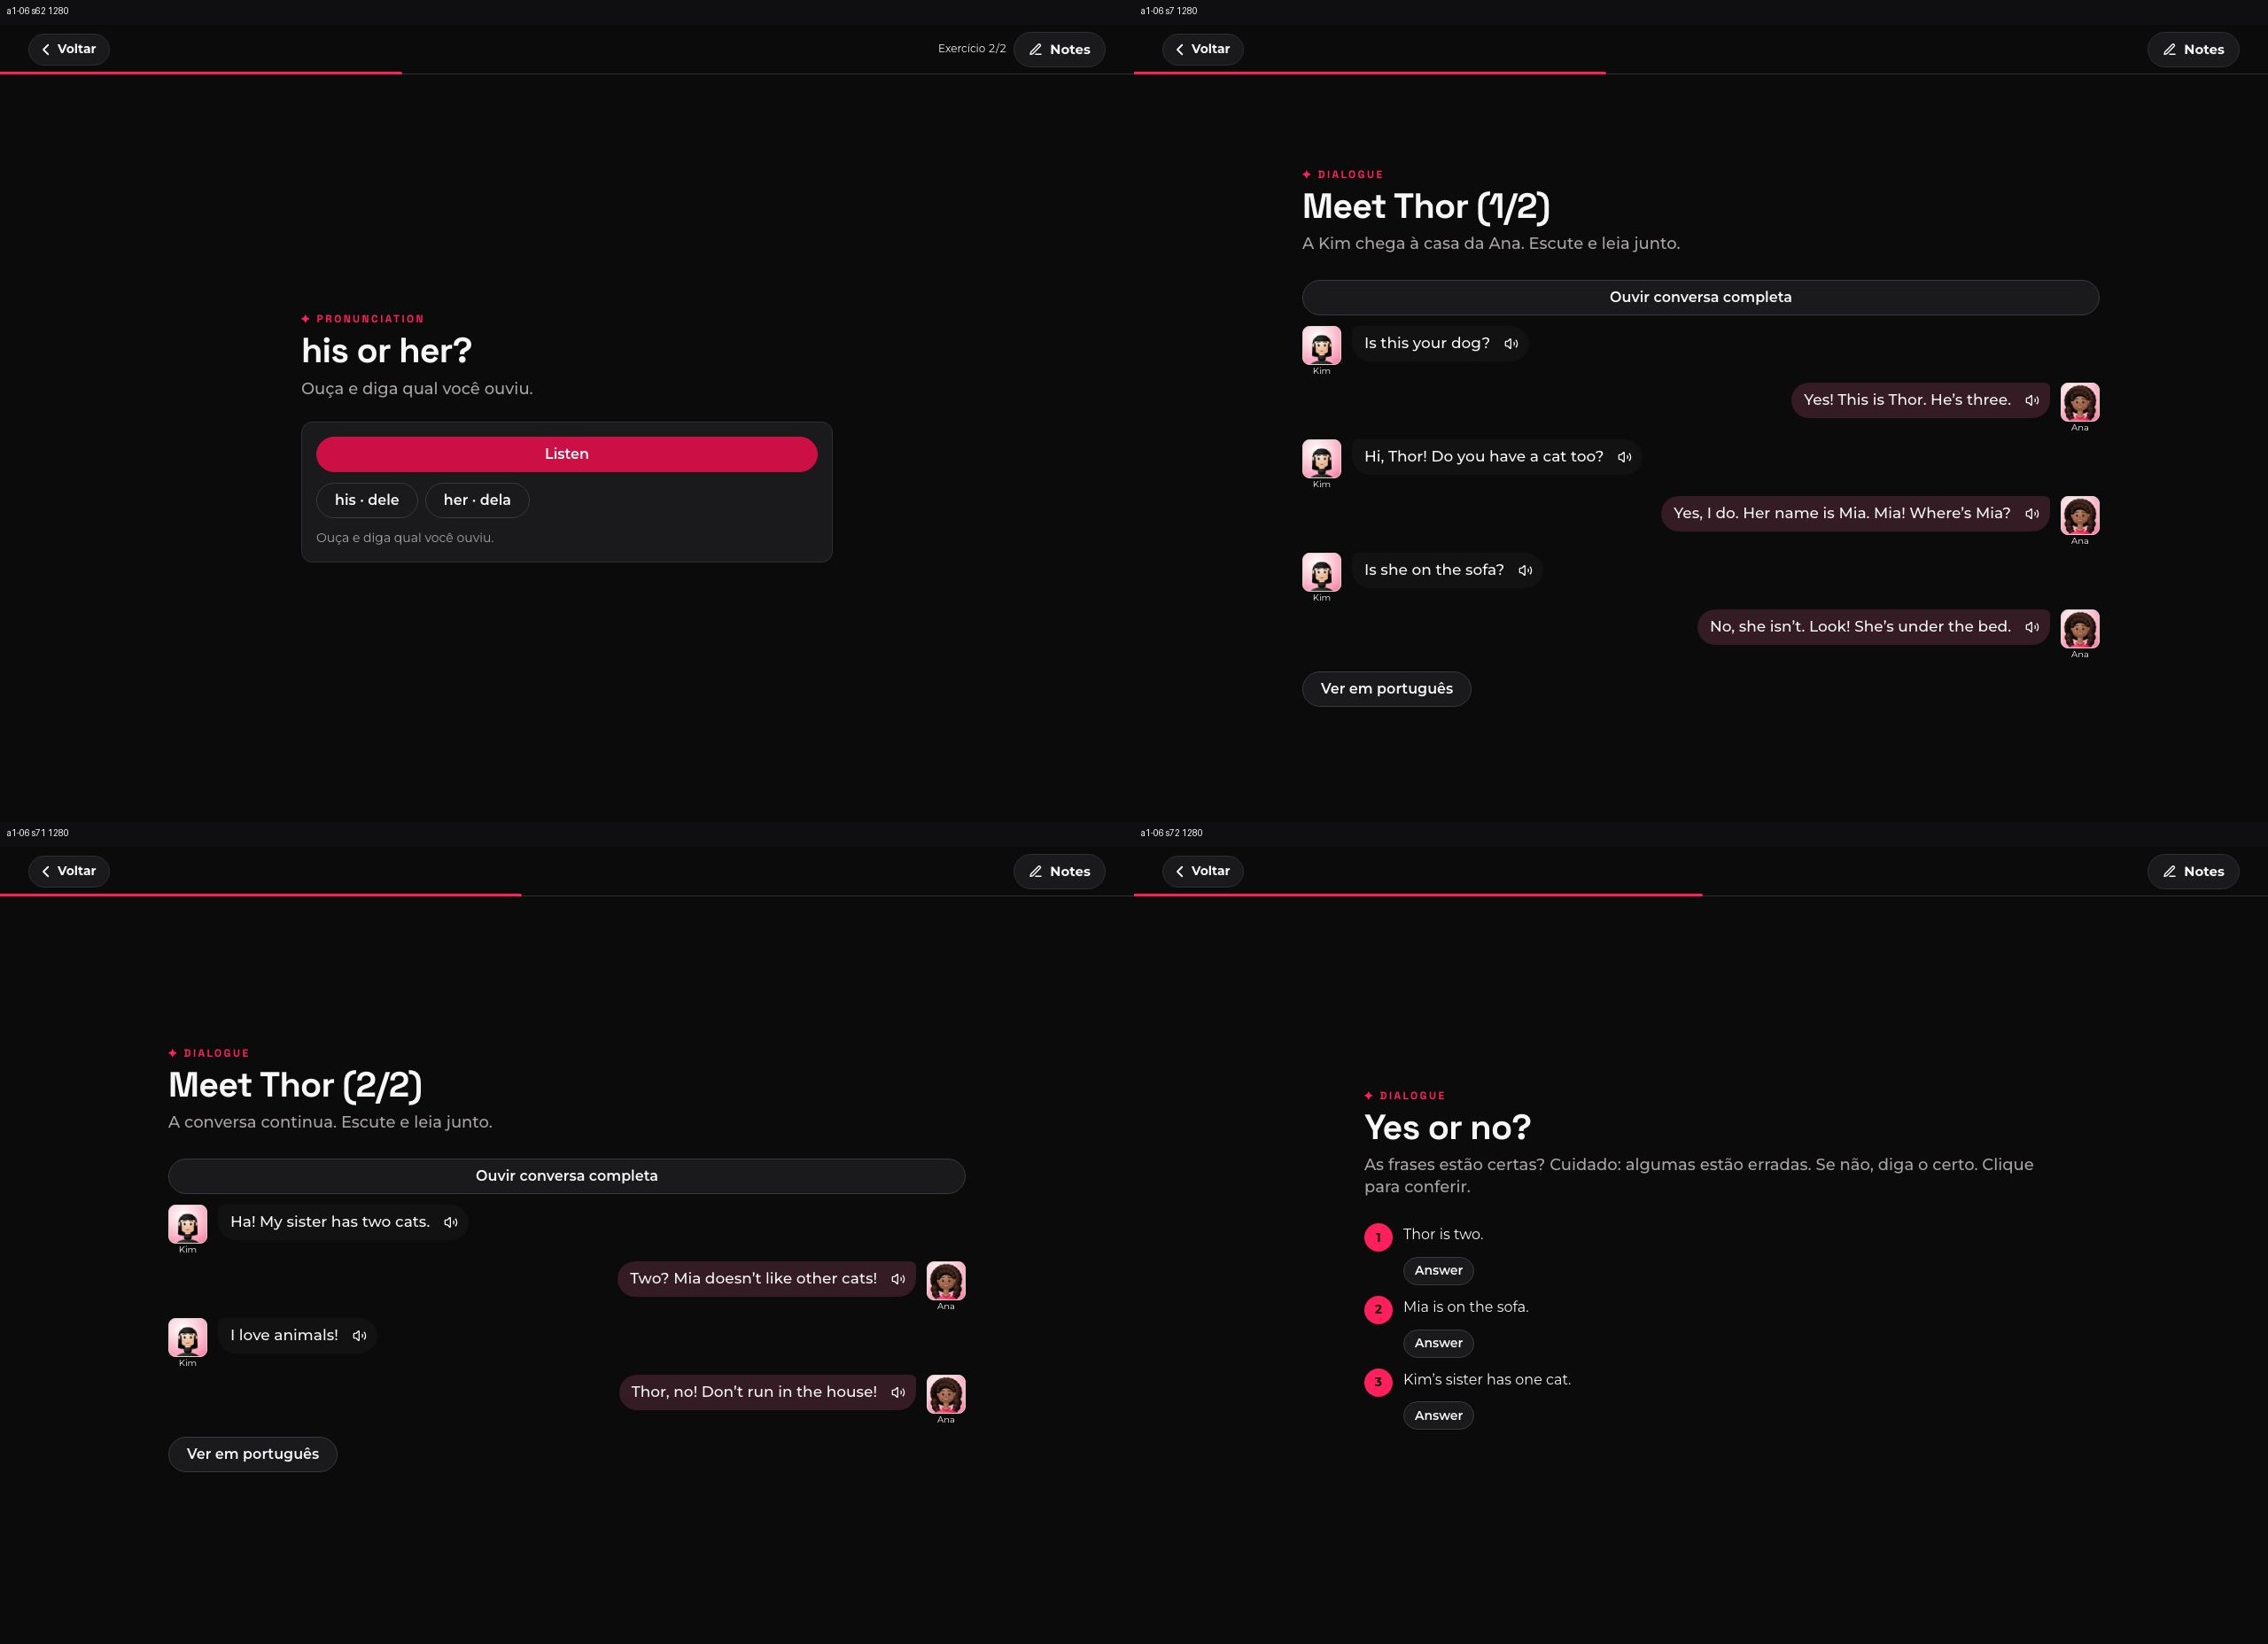 a1-06 s62 1280
Voltar
Exercício 2/2
Notes
PRONUNCIATION
his or her?
Ouça e diga qual você ouviu.
Listen
his · dele
her · dela
Ouça e diga qual você ouviu.
a1-06 s7 1280
Voltar
Notes
DIALOGUE
Meet Thor (1/2)
A Kim chega à casa da Ana. Escute e leia junto.
Ouvir conversa completa
Is this your dog?
Kim
Yes! This is Thor. He’s three.
Ana
Hi, Thor! Do you have a cat too?
Kim
Yes, I do. Her name is Mia. Mia! Where’s Mia?
Ana
Is she on the sofa?
Kim
No, she isn’t. Look! She’s under the bed.
Ana
Ver em português
a1-06 s71 1280
Voltar
Notes
DIALOGUE
Meet Thor (2/2)
A conversa continua. Escute e leia junto.
Ouvir conversa completa
Ha! My sister has two cats.
Kim
Two? Mia doesn’t like other cats!
Ana
I love animals!
Kim
Thor, no! Don’t run in the house!
Ana
Ver em português
a1-06 s72 1280
Voltar
Notes
DIALOGUE
Yes or no?
As frases estão certas? Cuidado: algumas estão erradas. Se não, diga o certo. Clique
para conferir.
1 Thor is two.
Answer
2 Mia is on the sofa.
Answer
3 Kim’s sister has one cat.
Answer